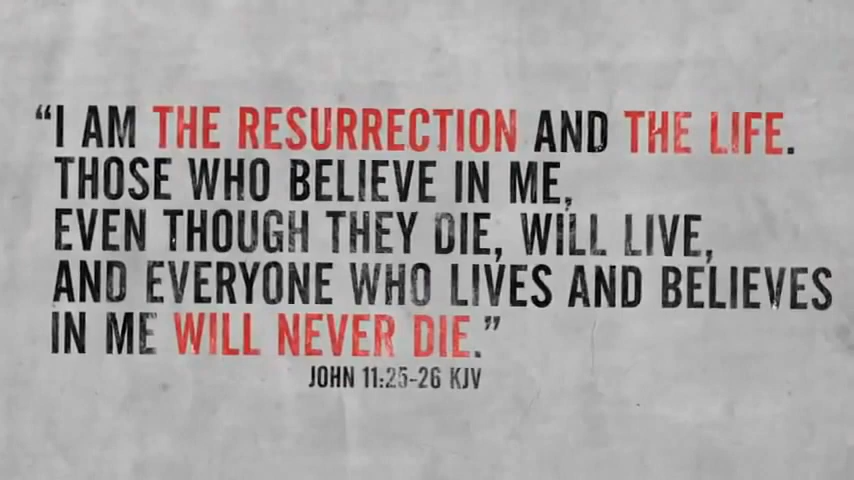 “I AM THE RESURRECTION AND THE LIFE.
THOSE WHO BELIEVE IN ME,
EVEN THOUGH THEY DIE, WILL LIVE,
AND EVERYONE WHO LIVES AND BELIEVES
IN ME WILL NEVER DIE.”
JOHN 11:25-26 KJV